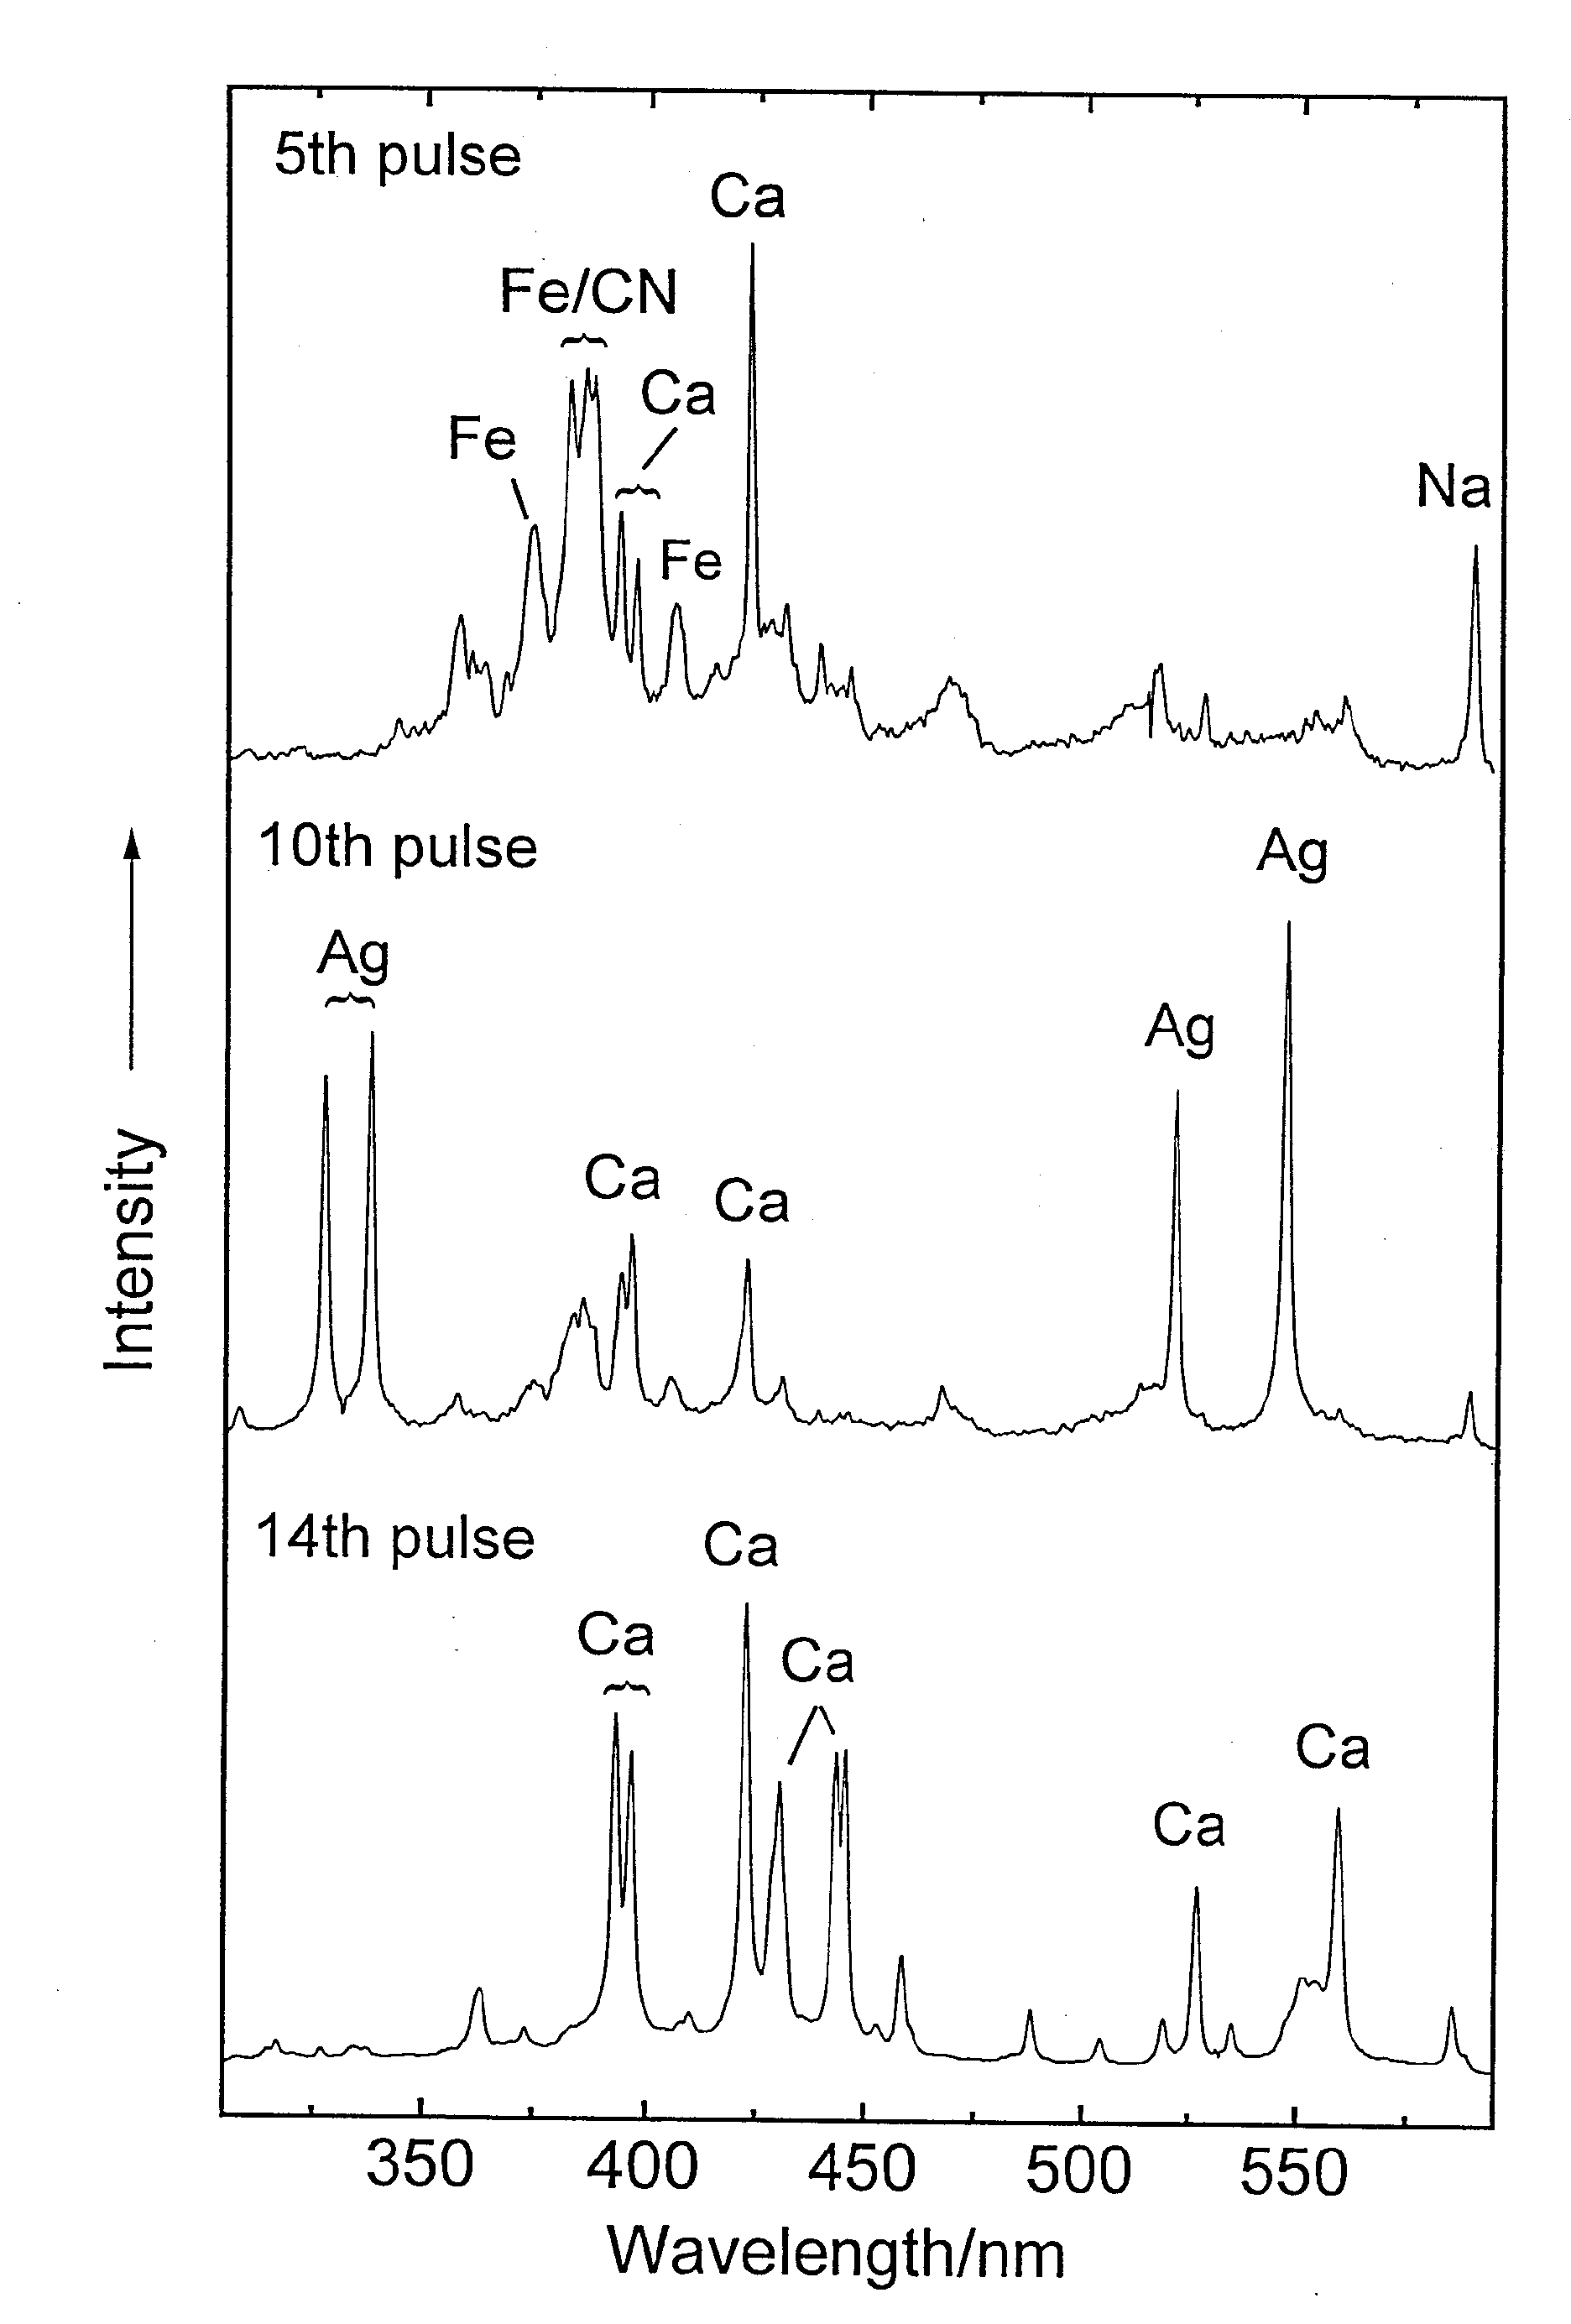 5th pulse
Ca
Fe/CN
Ca
Fe
Na
Fe
10th pulse
Ag
Ag
Ag
Ca
Ca
Intensity
14th pulse
Ca
Ca
Ca
Ca
Ca
350 400 450 500 550
Wavelength/nm